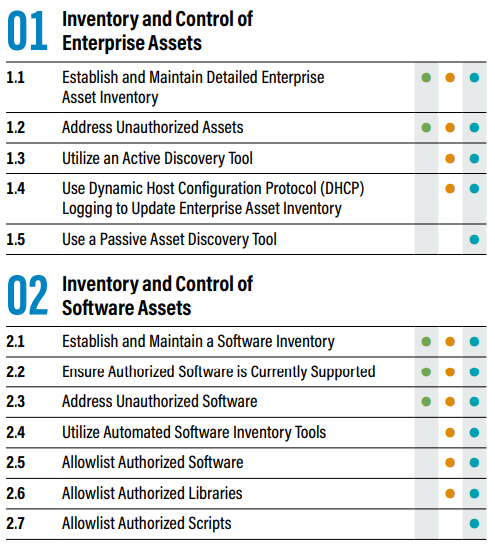 01 Inventory and Control of
Enterprise Assets
1.1 Establish and Maintain Detailed Enterprise
Asset Inventory
1.2 Address Unauthorized Assets
1.3 Utilize an Active Discovery Tool
1.4 Use Dynamic Host Configuration Protocol (DHCP)
Logging to Update Enterprise Asset Inventory
1.5 Use a Passive Asset Discovery Tool
02 Inventory and Control of
Software Assets
2.1 Establish and Maintain a Software Inventory
2.2 Ensure Authorized Software is Currently Supported
2.3 Address Unauthorized Software
2.4 Utilize Automated Software Inventory Tools
2.5 Allowlist Authorized Software
2.6 Allowlist Authorized Libraries
2.7 Allowlist Authorized Scripts